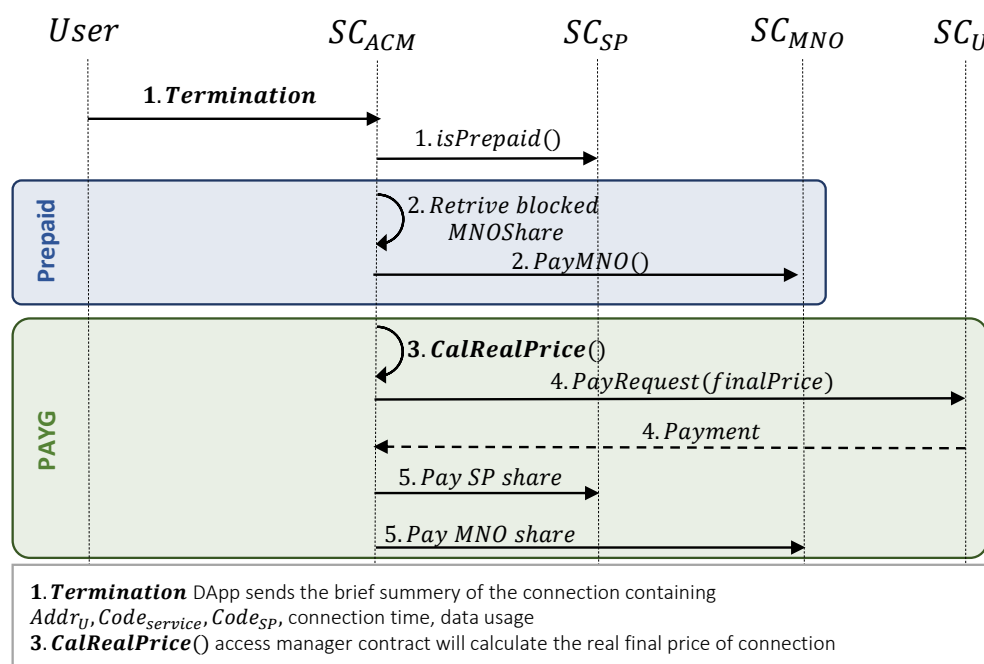 User SC_ACM SC_SP SC_MNO SC_U
1. Termination
1. isPrepaid()
Prepaid
2. Retrive blocked
MNOShare
2. PayMNO()
PAYG
3. CalRealPrice()
4. PayRequest(finalPrice)
4. Payment
5. Pay SP share
5. Pay MNO share
1. Termination DApp sends the brief summery of the connection containing
Addr_U, Code_service, Code_SP, connection time, data usage
3. CalRealPrice() access manager contract will calculate the real final price of connection